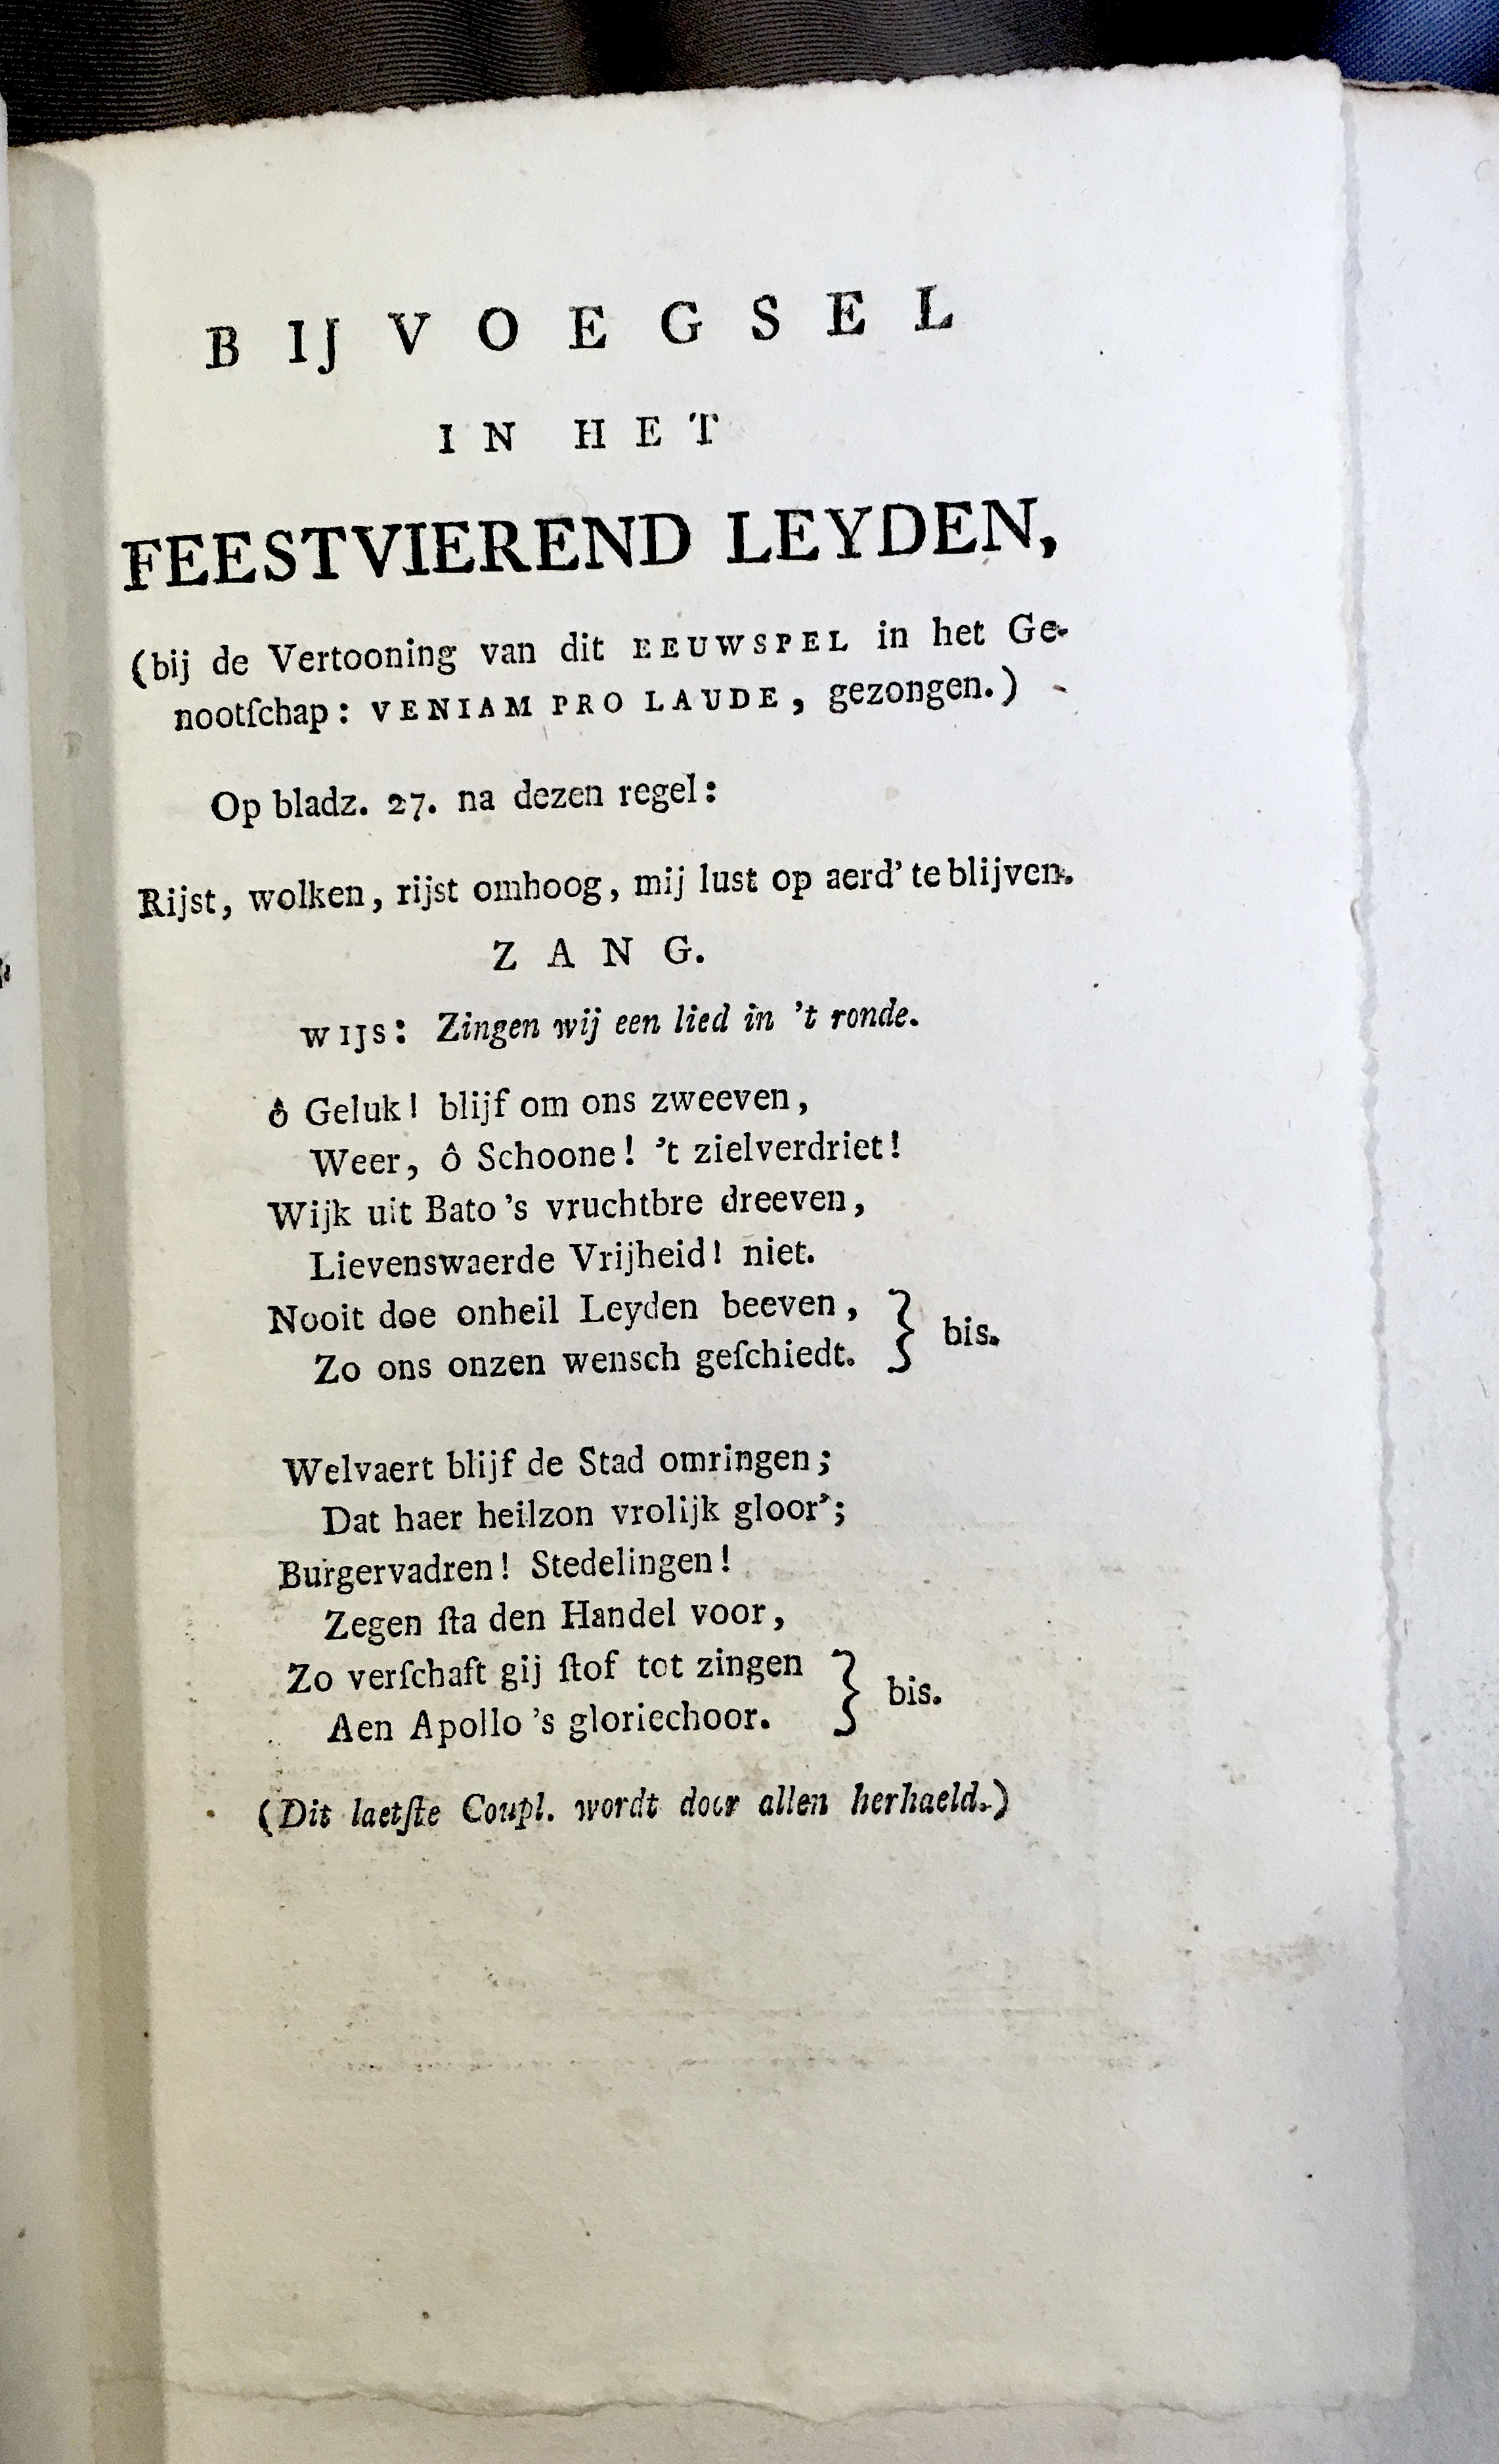 BIJVOEGSEL
IN HET
FEESTVIEREND LEYDEN,
(bij de Vertooning van dit EEUWSPEL in het Ge-
nootſchap: VENIAM PRO LAUDE, gezongen.)
Op bladz. 27. na dezen regel:
Rijst, wolken, rijst omhoog, mij lust op aerd' te blijven.
ZANG.
WIJS: Zingen wij een lied in 't ronde.
ô Geluk! blijf om ons zweeven,
Weer, ô Schoone! 't zielverdriet!
Wijk uit Bato's vruchtbre dreeven,
Lievenswaerde Vrijheid! niet.
Nooit doe onheil Leyden beeven, } bis.
Zo ons onzen wensch geſchiedt.
Welvaert blijf de Stad omringen;
Dat haer heilzon vrolijk gloor';
Burgervadren! Stedelingen!
Zegen ſta den Handel voor,
Zo verſchaft gij ſtof tot zingen } bis.
Aen Apollo's gloriechoor.
(Dit laetſte Coupl. wordt door allen herhaeld.)